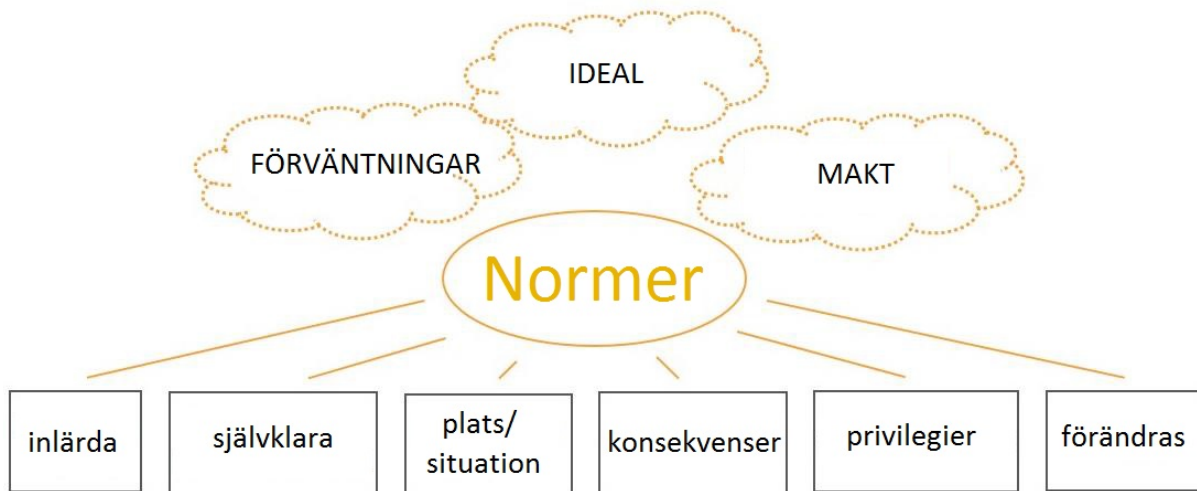 IDEAL
FÖRVÄNTNINGAR
MAKT
Normer
inlärda
självklara
plats/
situation
konsekvenser
privilegier
förändras